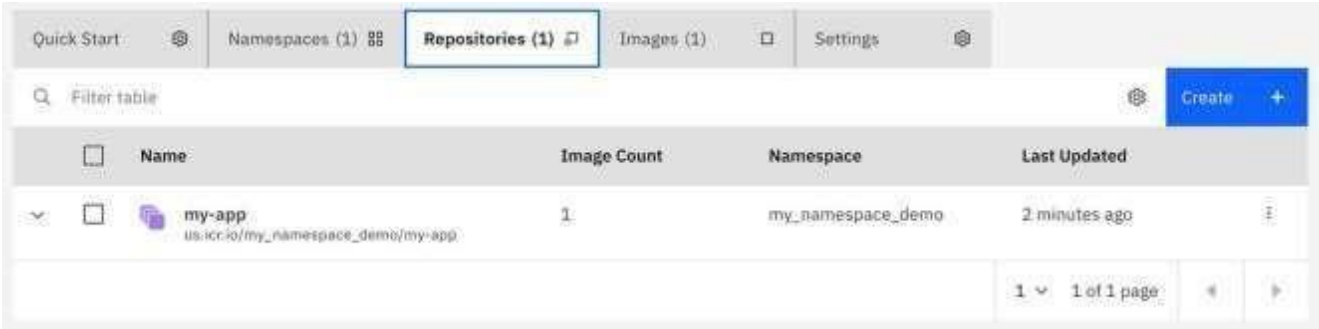 Quick Start Namespaces (1) Repositories (1) Images (1) Settings
Filter table Create +
Name Image Count Namespace Last Updated
my-app 1 my_namespace_demo 2 minutes ago
us.icr.io/my_namespace_demo/my-app
1 1 of 1 page